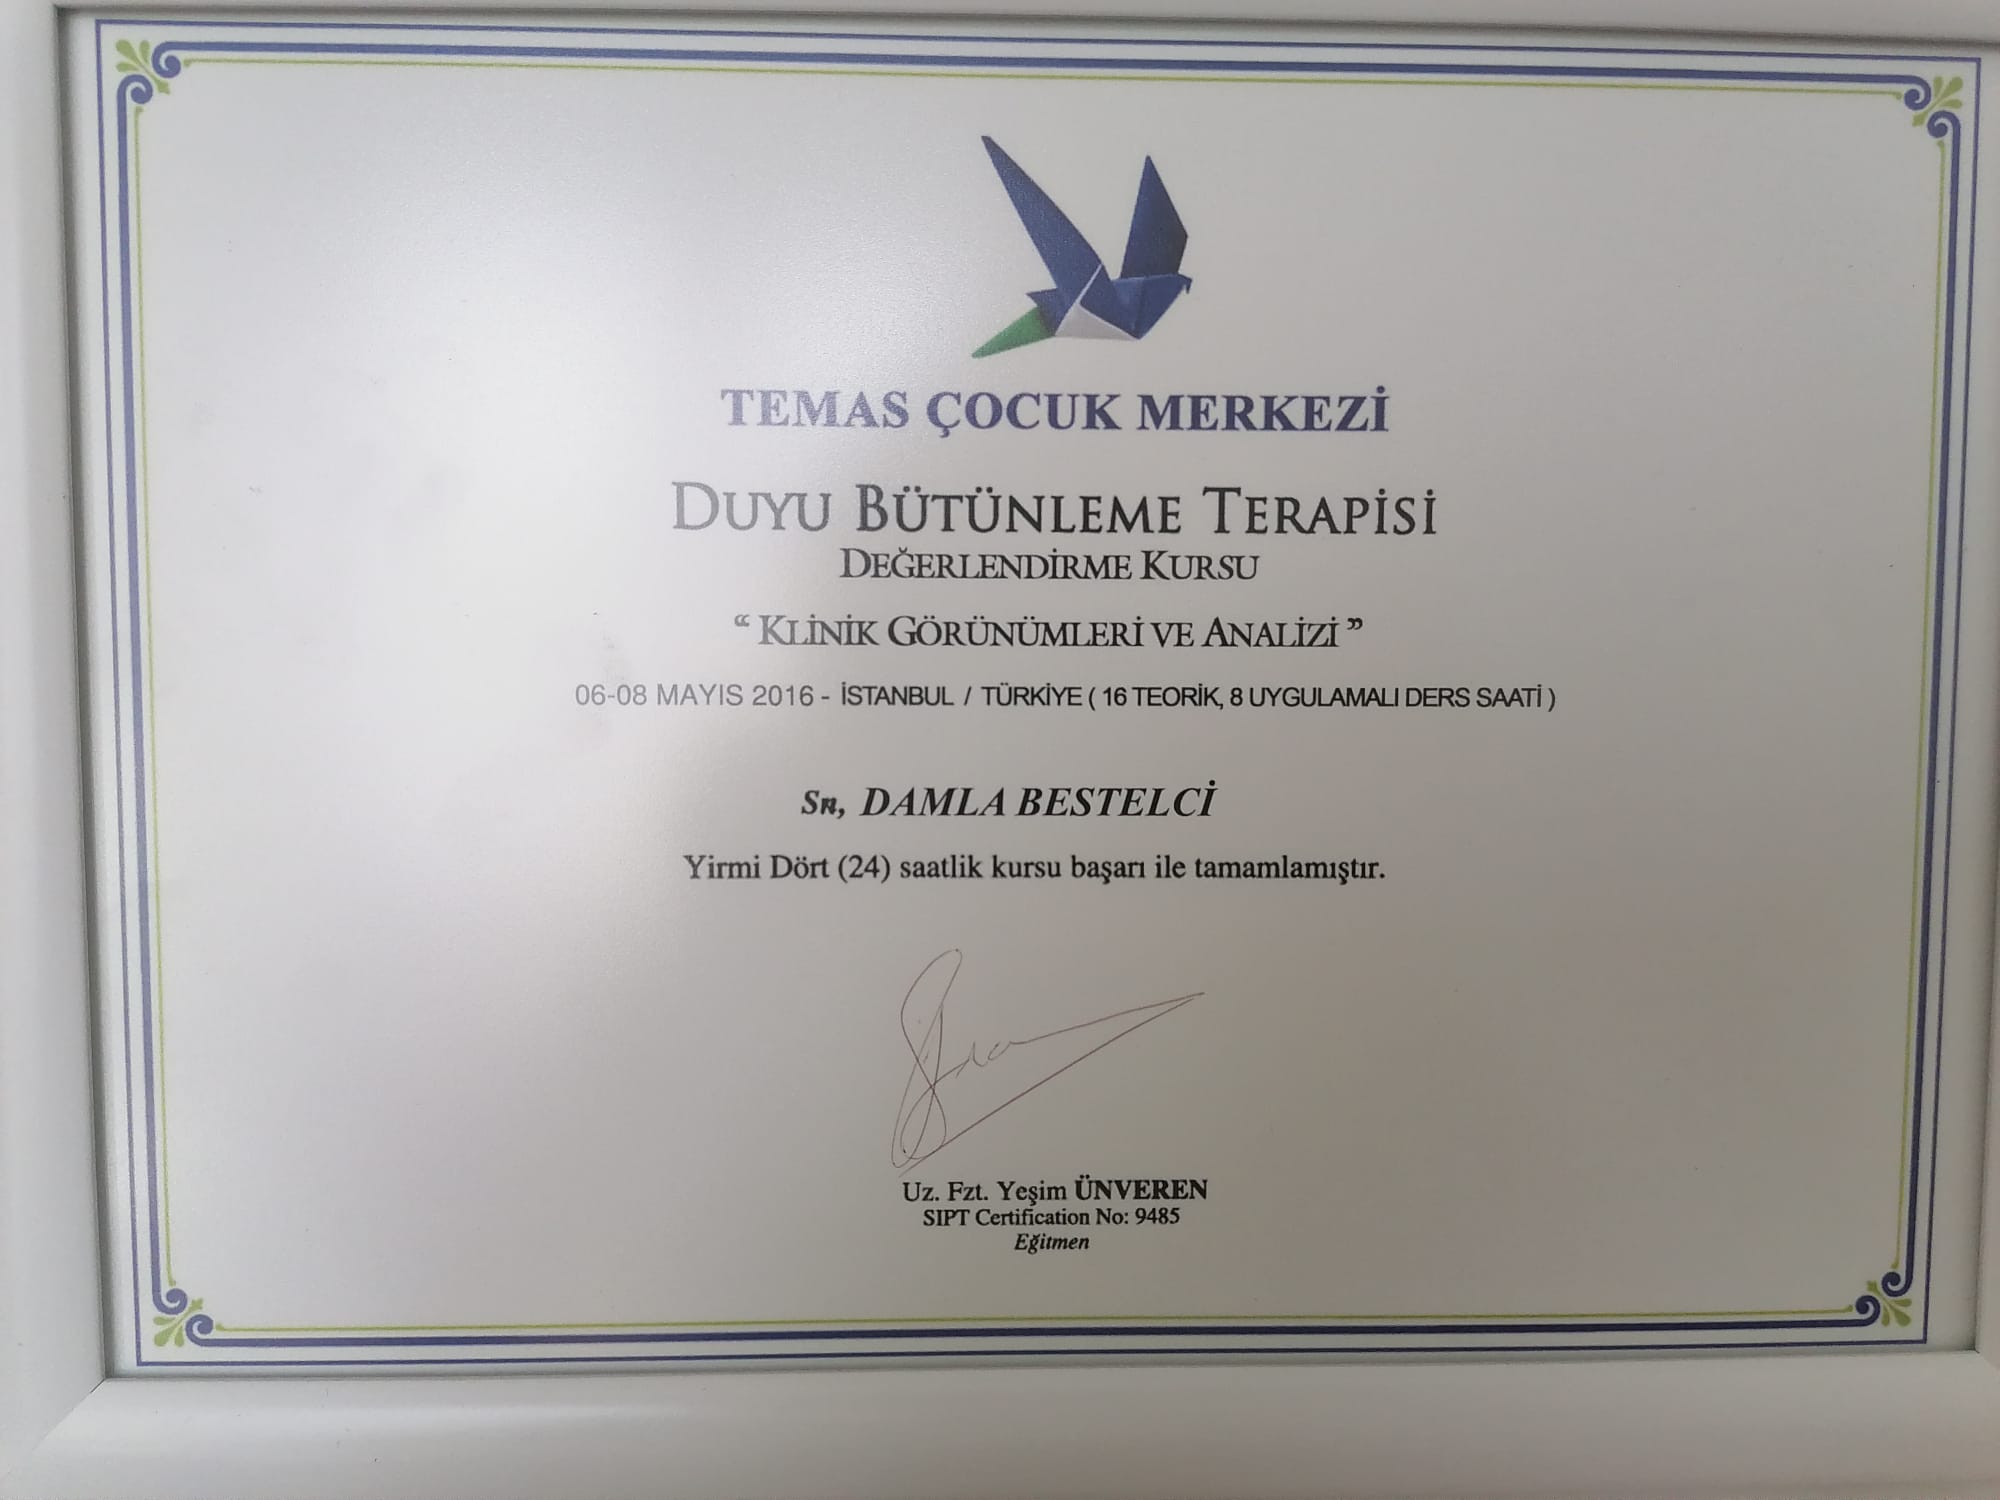 TEMAS ÇOCUK MERKEZİ
DUYU BÜTÜNLEME TERAPİSİ
DEĞERLENDİRME KURSU
“ KLİNİK GÖRÜNÜMLERİ VE ANALİZİ ”
06-08 MAYIS 2016 - İSTANBUL / TÜRKİYE ( 16 TEORİK, 8 UYGULAMALI DERS SAATİ )
SN, DAMLA BESTELCİ
Yirmi Dört (24) saatlik kursu başarı ile tamamlamıştır.
Uz. Fzt. Yeşim ÜNVEREN
SIPT Certification No: 9485
Eğitmen